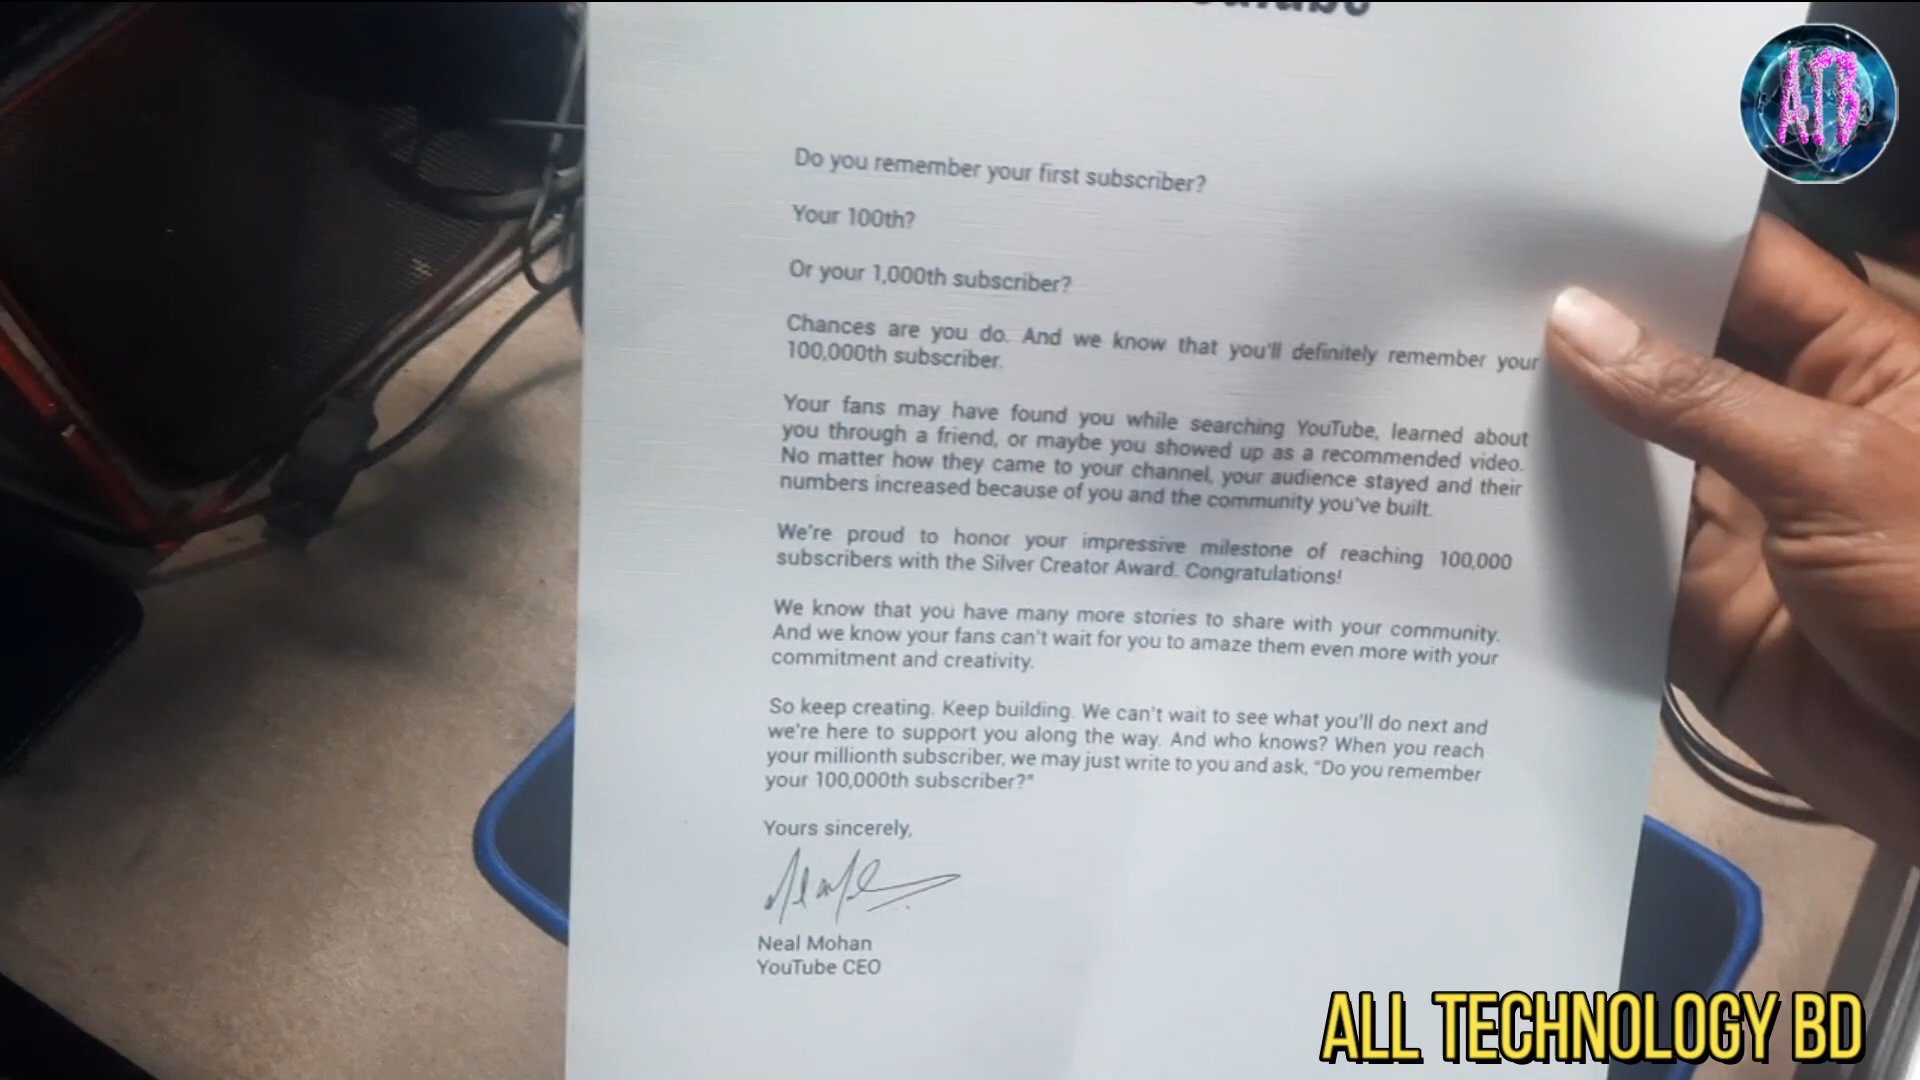 YouTube
ATB
Do you remember your first subscriber?
Your 100th?
Or your 1,000th subscriber?
Chances are you do. And we know that you'll definitely remember your
100,000th subscriber.
Your fans may have found you while searching YouTube, learned about
you through a friend, or maybe you showed up as a recommended video.
No matter how they came to your channel, your audience stayed and their
numbers increased because of you and the community you've built.
We're proud to honor your impressive milestone of reaching 100,000
subscribers with the Silver Creator Award. Congratulations!
We know that you have many more stories to share with your community.
And we know your fans can't wait for you to amaze them even more with your
commitment and creativity.
So keep creating. Keep building. We can't wait to see what you'll do next and
we're here to support you along the way. And who knows? When you reach
your millionth subscriber, we may just write to you and ask, "Do you remember
your 100,000th subscriber?"
Yours sincerely,
Neal Mohan
YouTube CEO
ALL TECHNOLOGY BD